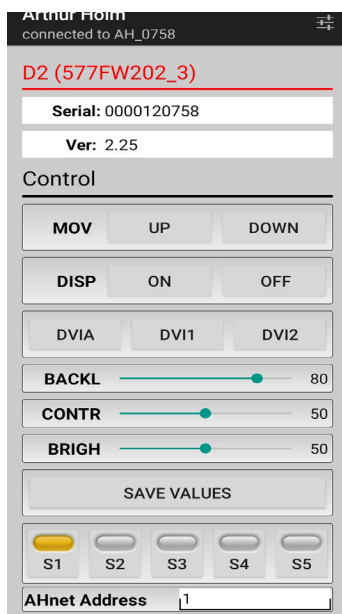 Arthur Holm
connected to AH_0758
D2 (577FW202_3)
Serial: 0000120758
Ver: 2.25
Control
MOV UP DOWN
DISP ON OFF
DVIA DVI1 DVI2
BACKL 80
CONTR 50
BRIGH 50
SAVE VALUES
S1 S2 S3 S4 S5
AHnet Address 1